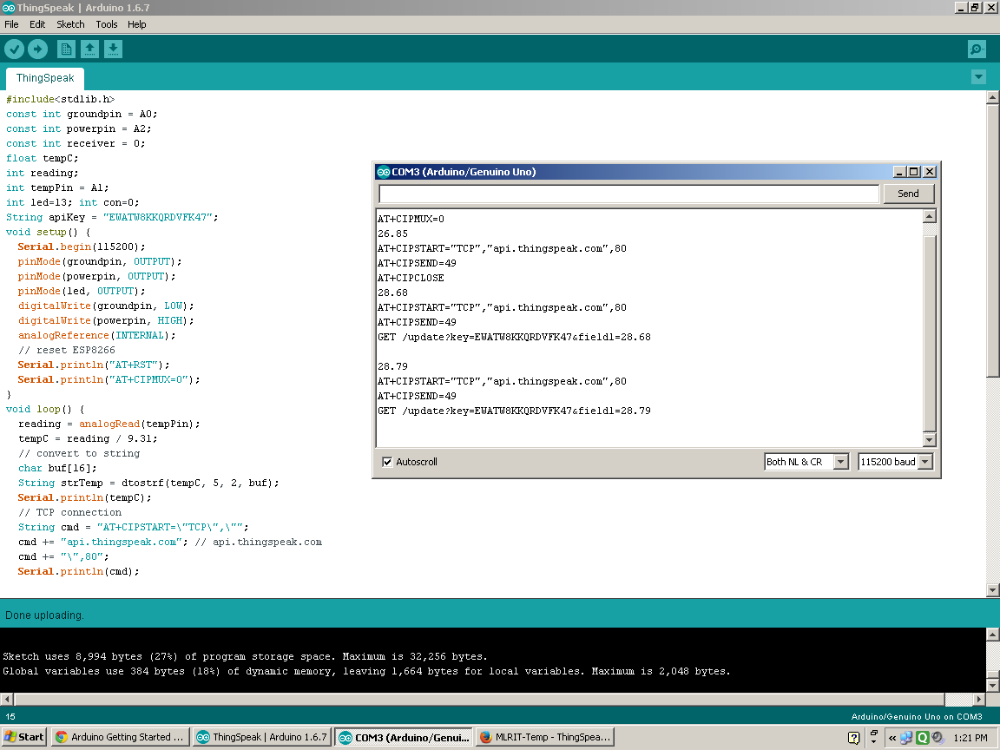 ThingSpeak | Arduino 1.6.7
File Edit Sketch Tools Help
ThingSpeak
#include<stdlib.h>
const int groundpin = A0;
const int powerpin = A2;
const int receiver = 0;
float tempC;
int reading;
int tempPin = A1;
int led=13; int con=0;
String apiKey = "EWATW8KKQRDVFK47";
void setup() {
  Serial.begin(115200);
  pinMode(groundpin, OUTPUT);
  pinMode(powerpin, OUTPUT);
  pinMode(led, OUTPUT);
  digitalWrite(groundpin, LOW);
  digitalWrite(powerpin, HIGH);
  analogReference(INTERNAL);
  // reset ESP8266
  Serial.println("AT+RST");
  Serial.println("AT+CIPMUX=0");
}
void loop() {
  reading = analogRead(tempPin);
  tempC = reading / 9.31;
  // convert to string
  char buf[16];
  String strTemp = dtostrf(tempC, 5, 2, buf);
  Serial.println(tempC);
  // TCP connection
  String cmd = "AT+CIPSTART=\"TCP\",\"";
  cmd += "api.thingspeak.com"; // api.thingspeak.com
  cmd += "\",80";
  Serial.println(cmd);
COM3 (Arduino/Genuino Uno)
Send
AT+CIPMUX=0
26.85
AT+CIPSTART="TCP","api.thingspeak.com",80
AT+CIPSEND=49
AT+CIPCLOSE
28.68
AT+CIPSTART="TCP","api.thingspeak.com",80
AT+CIPSEND=49
GET /update?key=EWATW8KKQRDVFK47&field1=28.68
28.79
AT+CIPSTART="TCP","api.thingspeak.com",80
AT+CIPSEND=49
GET /update?key=EWATW8KKQRDVFK47&field1=28.79
Autoscroll Both NL & CR 115200 baud
Done uploading.
Sketch uses 8,994 bytes (27%) of program storage space. Maximum is 32,256 bytes.
Global variables use 384 bytes (18%) of dynamic memory, leaving 1,664 bytes for local variables. Maximum is 2,048 bytes.
15 Arduino/Genuino Uno on COM3
Start Arduino Getting Started ... ThingSpeak | Arduino 1.6.7 COM3 (Arduino/Genui... MLRIT-Temp - ThingSpea... « 1:21 PM